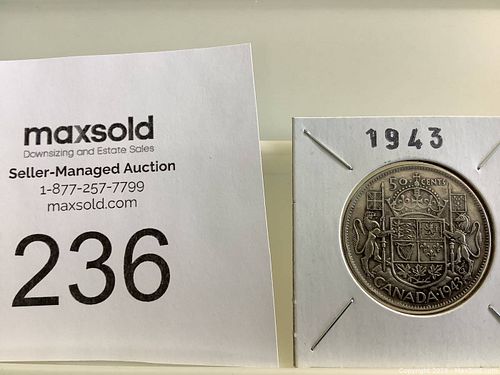 maxsold
Downsizing and Estate Sales
Seller-Managed Auction
1-877-257-7799
maxsold.com
236
1943
50 CENTS
CANADA 1943